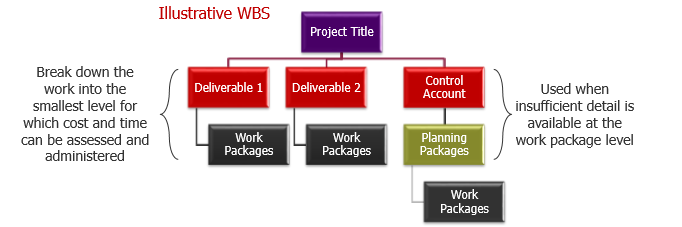 Illustrative WBS
Project Title
Break down the
work into the
smallest level for
which cost and time
can be assessed and
administered
Deliverable 1
Deliverable 2
Control
Account
Work
Packages
Work
Packages
Planning
Packages
Work
Packages
Used when
insufficient detail is
available at the
work package level